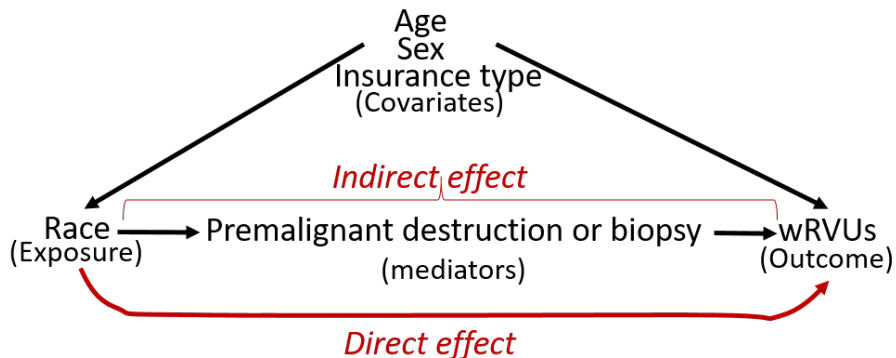 Age
Sex
Insurance type
(Covariates)
Indirect effect
Race
(Exposure)
Premalignant destruction or biopsy
(mediators)
wRVUs
(Outcome)
Direct effect